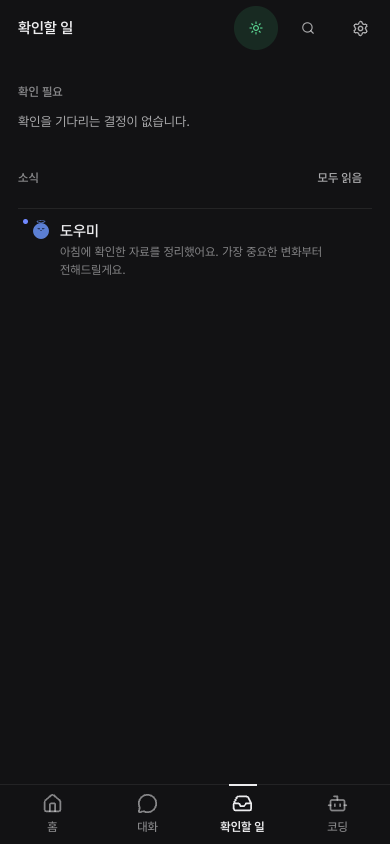 확인할 일
확인 필요
확인을 기다리는 결정이 없습니다.
소식
모두 읽음
도우미
아침에 확인한 자료를 정리했어요. 가장 중요한 변화부터
전해드릴게요.
홈
대화
확인할 일
코딩